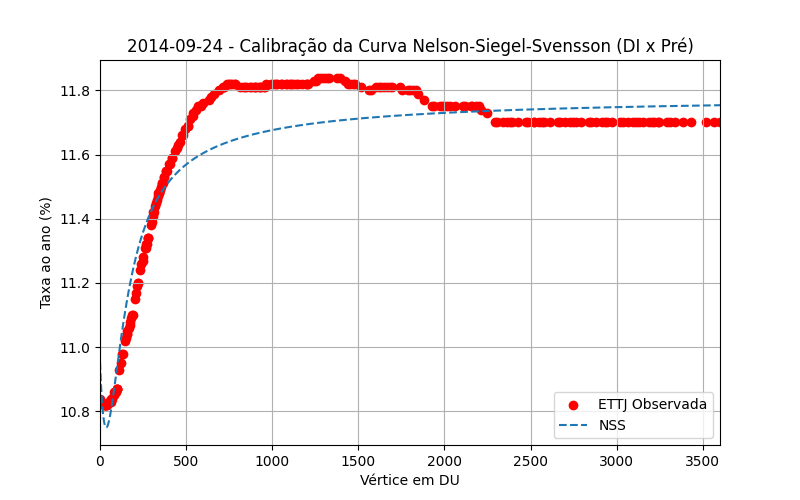 2014-09-24 - Calibração da Curva Nelson-Siegel-Svensson (DI x Pré)
Taxa ao ano (%)
11.8
11.6
11.4
11.2
11.0
10.8
0 500 1000 1500 2000 2500 3000 3500
Vértice em DU
ETTJ Observada
NSS